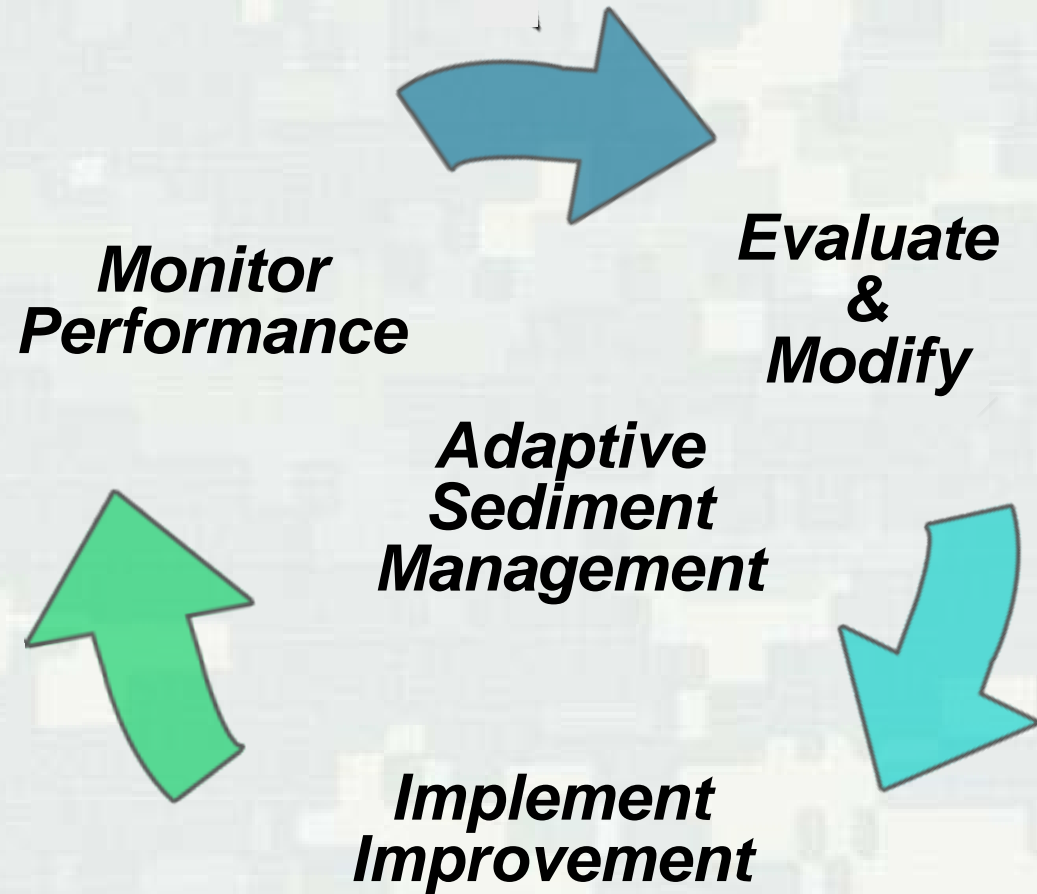 Monitor
Performance
Evaluate
&
Modify
Adaptive
Sediment
Management
Implement
Improvement